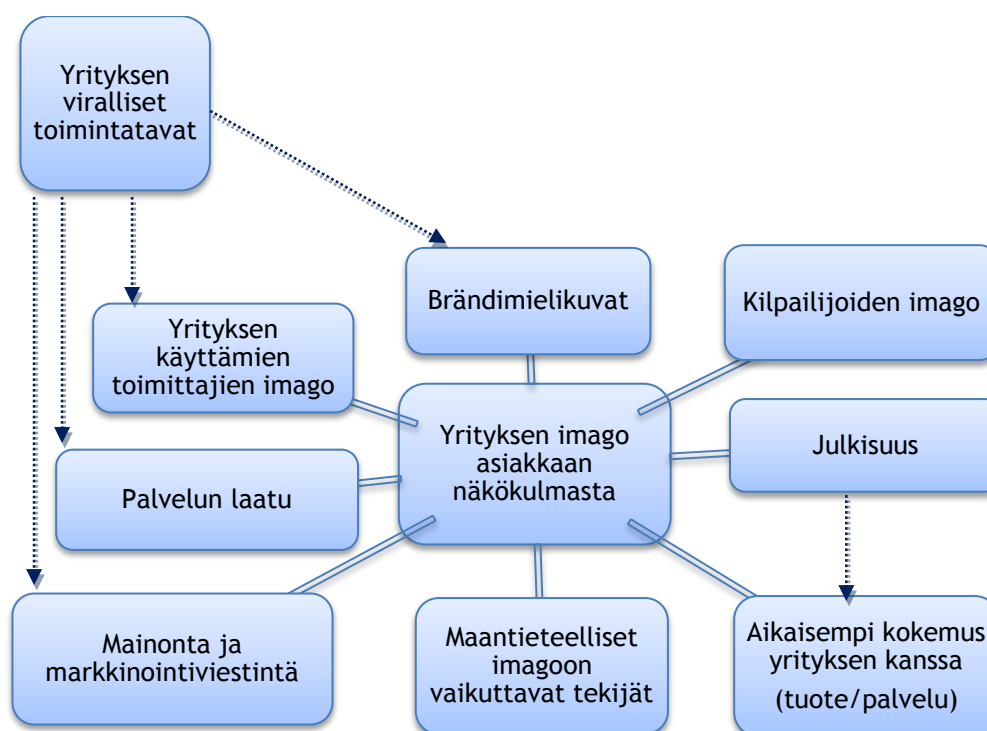 Yrityksen
viralliset
toimintatavat
Brändimielikuvat
Kilpailijoiden imago
Yrityksen
käyttämien
toimittajien imago
Yrityksen imago
asiakkaan
näkökulmasta
Julkisuus
Palvelun laatu
Mainonta ja
markkinointiviestintä
Maantieteelliset
imagoon
vaikuttavat tekijät
Aikaisempi kokemus
yrityksen kanssa
(tuote/palvelu)